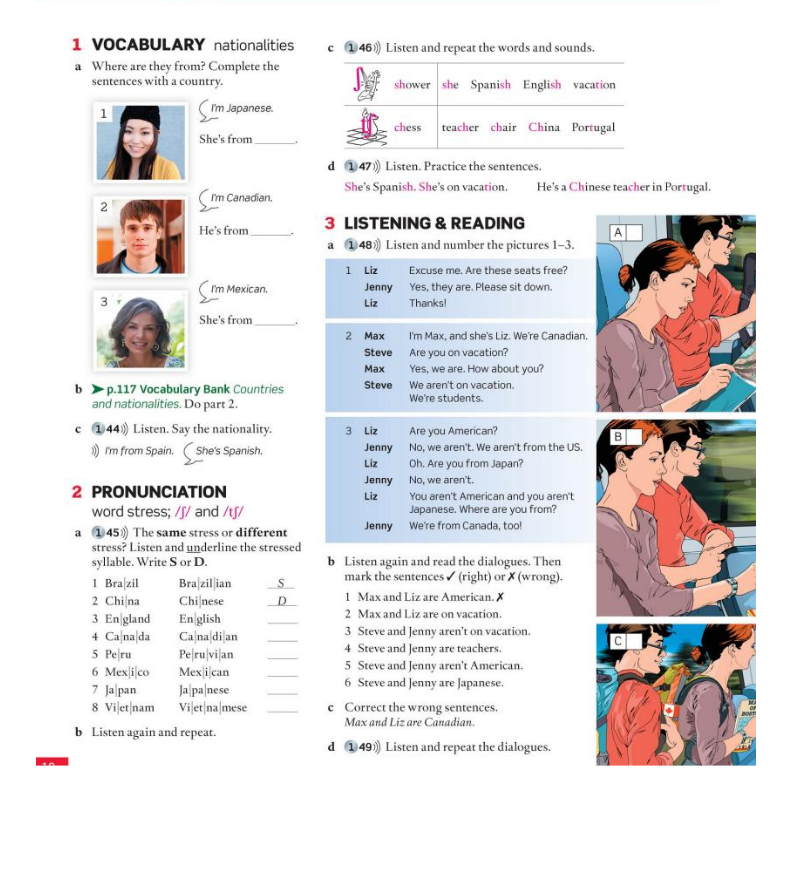 1 VOCABULARY nationalities
a Where are they from? Complete the
sentences with a country.
1
I'm Japanese.
She's from ______.
2
I'm Canadian.
He's from ______.
3
I'm Mexican.
She's from ______.
b ➤ p.117 Vocabulary Bank Countries
and nationalities. Do part 2.
c 1 44 Listen. Say the nationality.
I'm from Spain. She's Spanish.
2 PRONUNCIATION
word stress; /ʃ/ and /tʃ/
a 1 45 The same stress or different
stress? Listen and underline the stressed
syllable. Write S or D.
1 Bra|zil Bra|zil|ian S
2 Chi|na Chi|nese D
3 En|gland En|glish ____
4 Ca|na|da Ca|na|di|an ____
5 Pe|ru Pe|ru|vi|an ____
6 Mex|i|co Mex|i|can ____
7 Ja|pan Ja|pa|nese ____
8 Vi|et|nam Vi|et|na|mese ____
b Listen again and repeat.
c 1 46 Listen and repeat the words and sounds.
ʃ shower she Spanish English vacation
tʃ chess teacher chair China Portugal
d 1 47 Listen. Practice the sentences.
She's Spanish. She's on vacation. He's a Chinese teacher in Portugal.
3 LISTENING & READING
a 1 48 Listen and number the pictures 1–3.
1 Liz Excuse me. Are these seats free?
Jenny Yes, they are. Please sit down.
Liz Thanks!
2 Max I'm Max, and she's Liz. We're Canadian.
Steve Are you on vacation?
Max Yes, we are. How about you?
Steve We aren't on vacation.
We're students.
3 Liz Are you American?
Jenny No, we aren't. We aren't from the US.
Liz Oh. Are you from Japan?
Jenny No, we aren't.
Liz You aren't American and you aren't
Japanese. Where are you from?
Jenny We're from Canada, too!
b Listen again and read the dialogues. Then
mark the sentences ✓ (right) or ✗ (wrong).
1 Max and Liz are American. ✗
2 Max and Liz are on vacation.
3 Steve and Jenny aren't on vacation.
4 Steve and Jenny are teachers.
5 Steve and Jenny aren't American.
6 Steve and Jenny are Japanese.
c Correct the wrong sentences.
Max and Liz are Canadian.
d 1 49 Listen and repeat the dialogues.
A
B
C